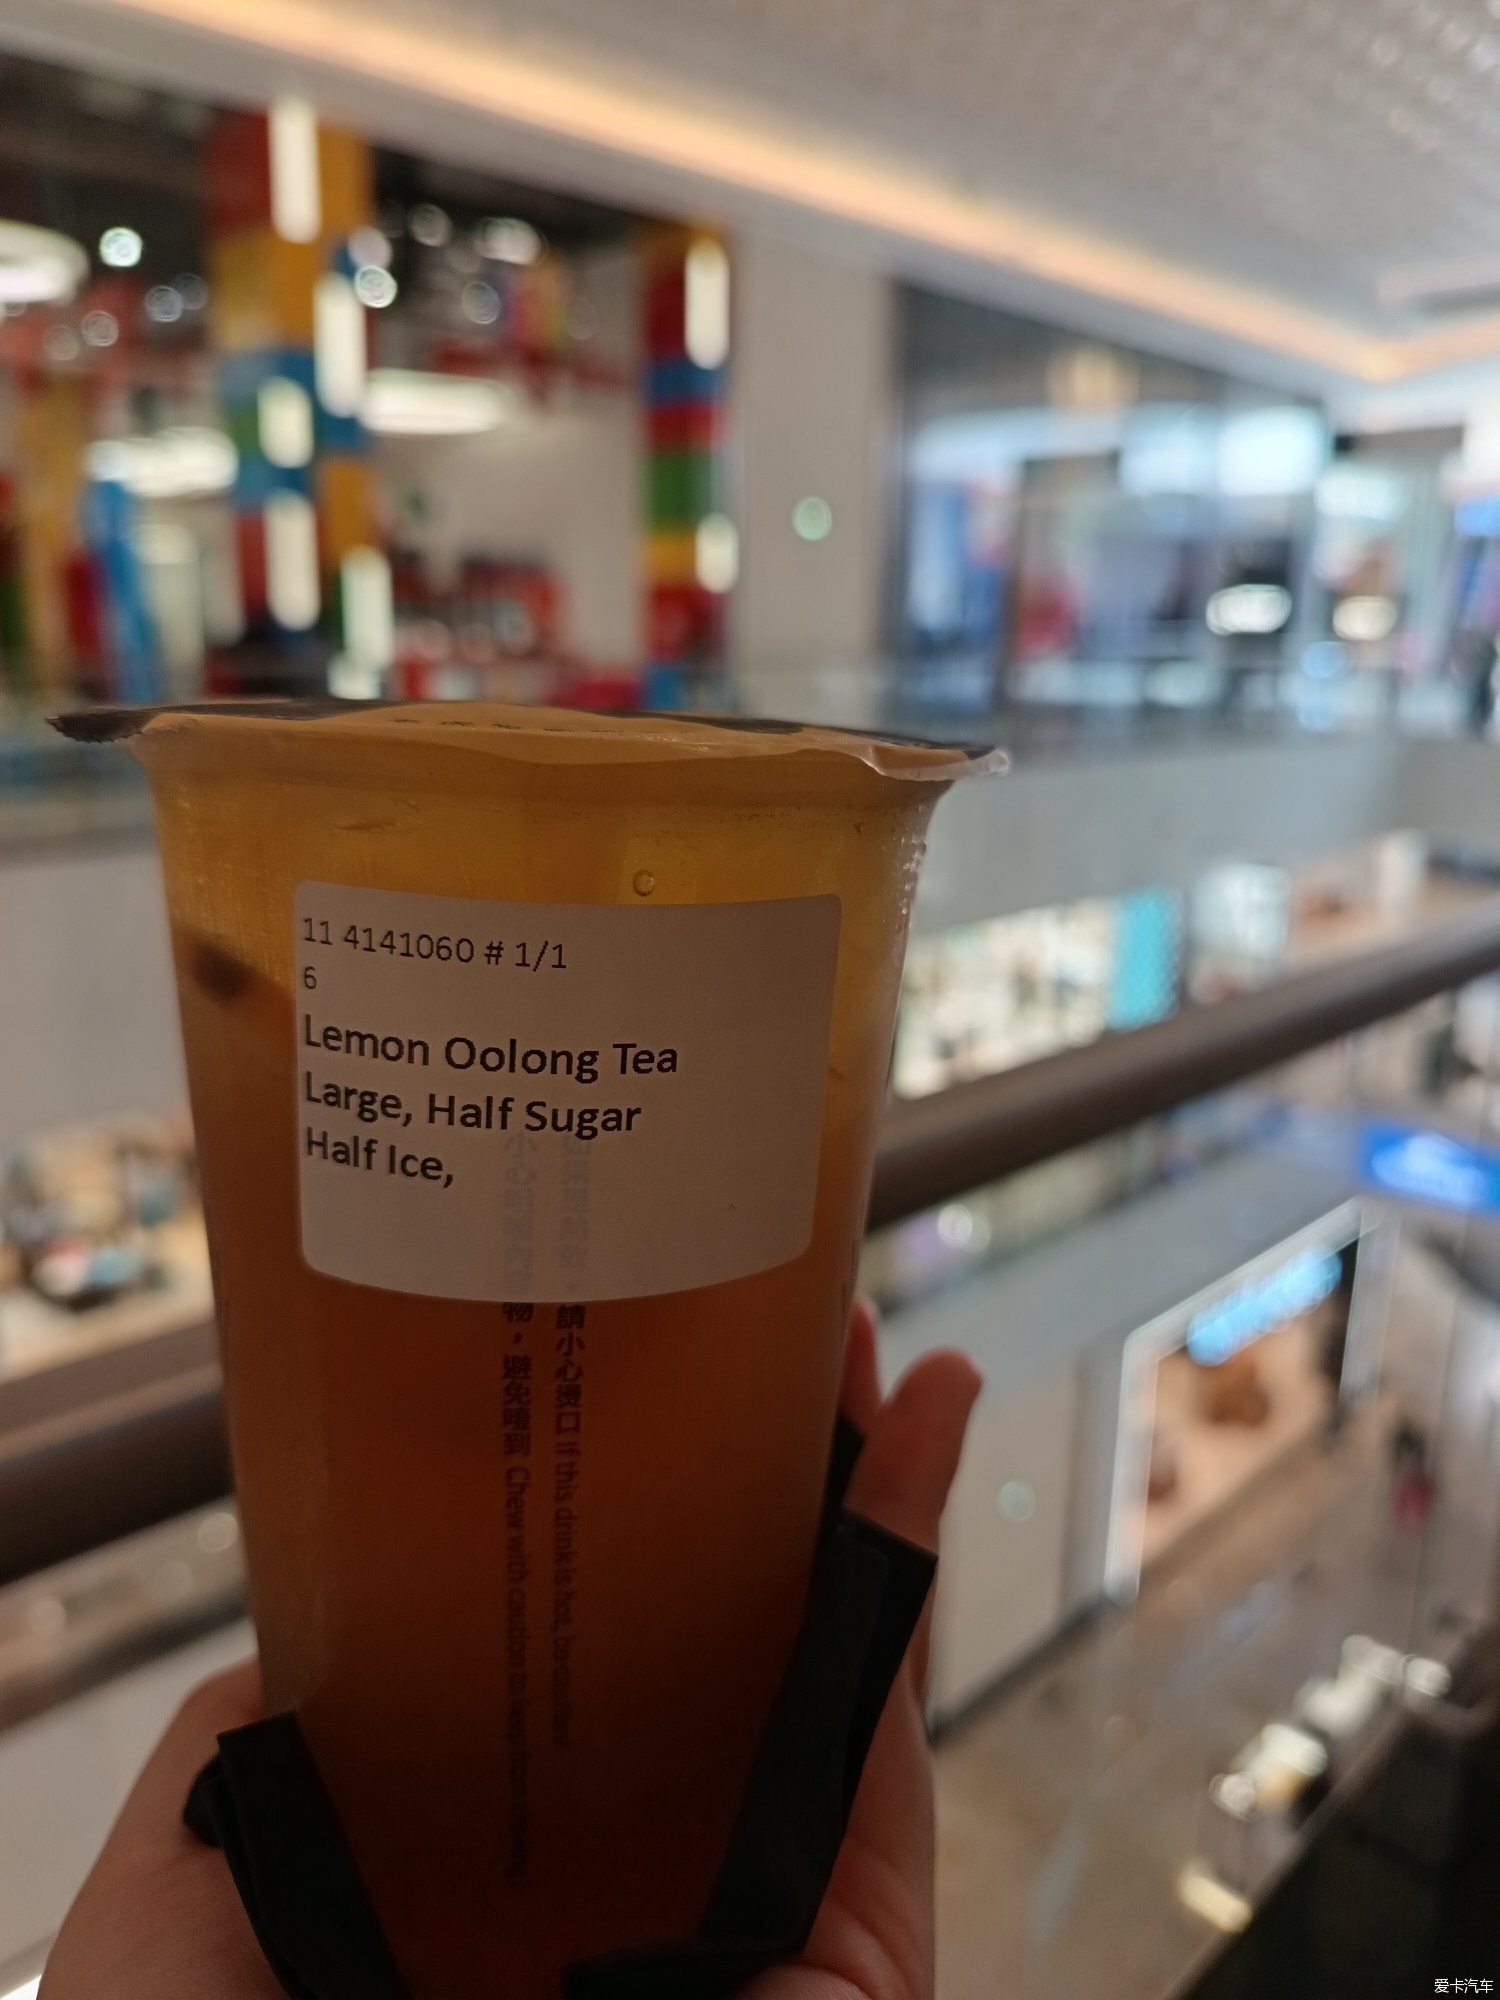 11 4141060 # 1/1
6
Lemon Oolong Tea
Large, Half Sugar
Half Ice,
請小心燙口 If this drink is hot, be cautious
物，避免噎到 Chew with caution to
爱卡汽车